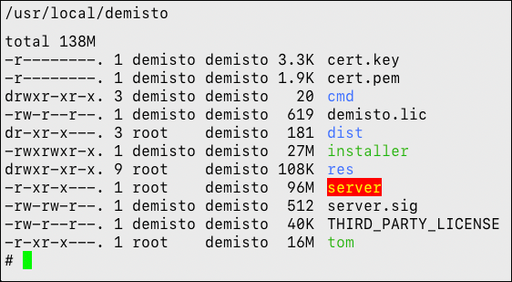 /usr/local/demisto
total 138M
-r--------. 1 demisto demisto 3.3K cert.key
-r--------. 1 demisto demisto 1.9K cert.pem
drwxr-xr-x. 3 demisto demisto   20 cmd
-rw-r--r--. 1 demisto demisto  619 demisto.lic
dr-xr-x---. 3 root    demisto  181 dist
-rwxrwxr-x. 1 demisto demisto  27M installer
drwxr-xr-x. 9 root    demisto 108K res
-r-xr-x---. 1 root    demisto  96M server
-rw-rw-r--. 1 demisto demisto  512 server.sig
-rw-r--r--. 1 demisto demisto  40K THIRD_PARTY_LICENSE
-r-xr-x---. 1 root    demisto  16M tom
#